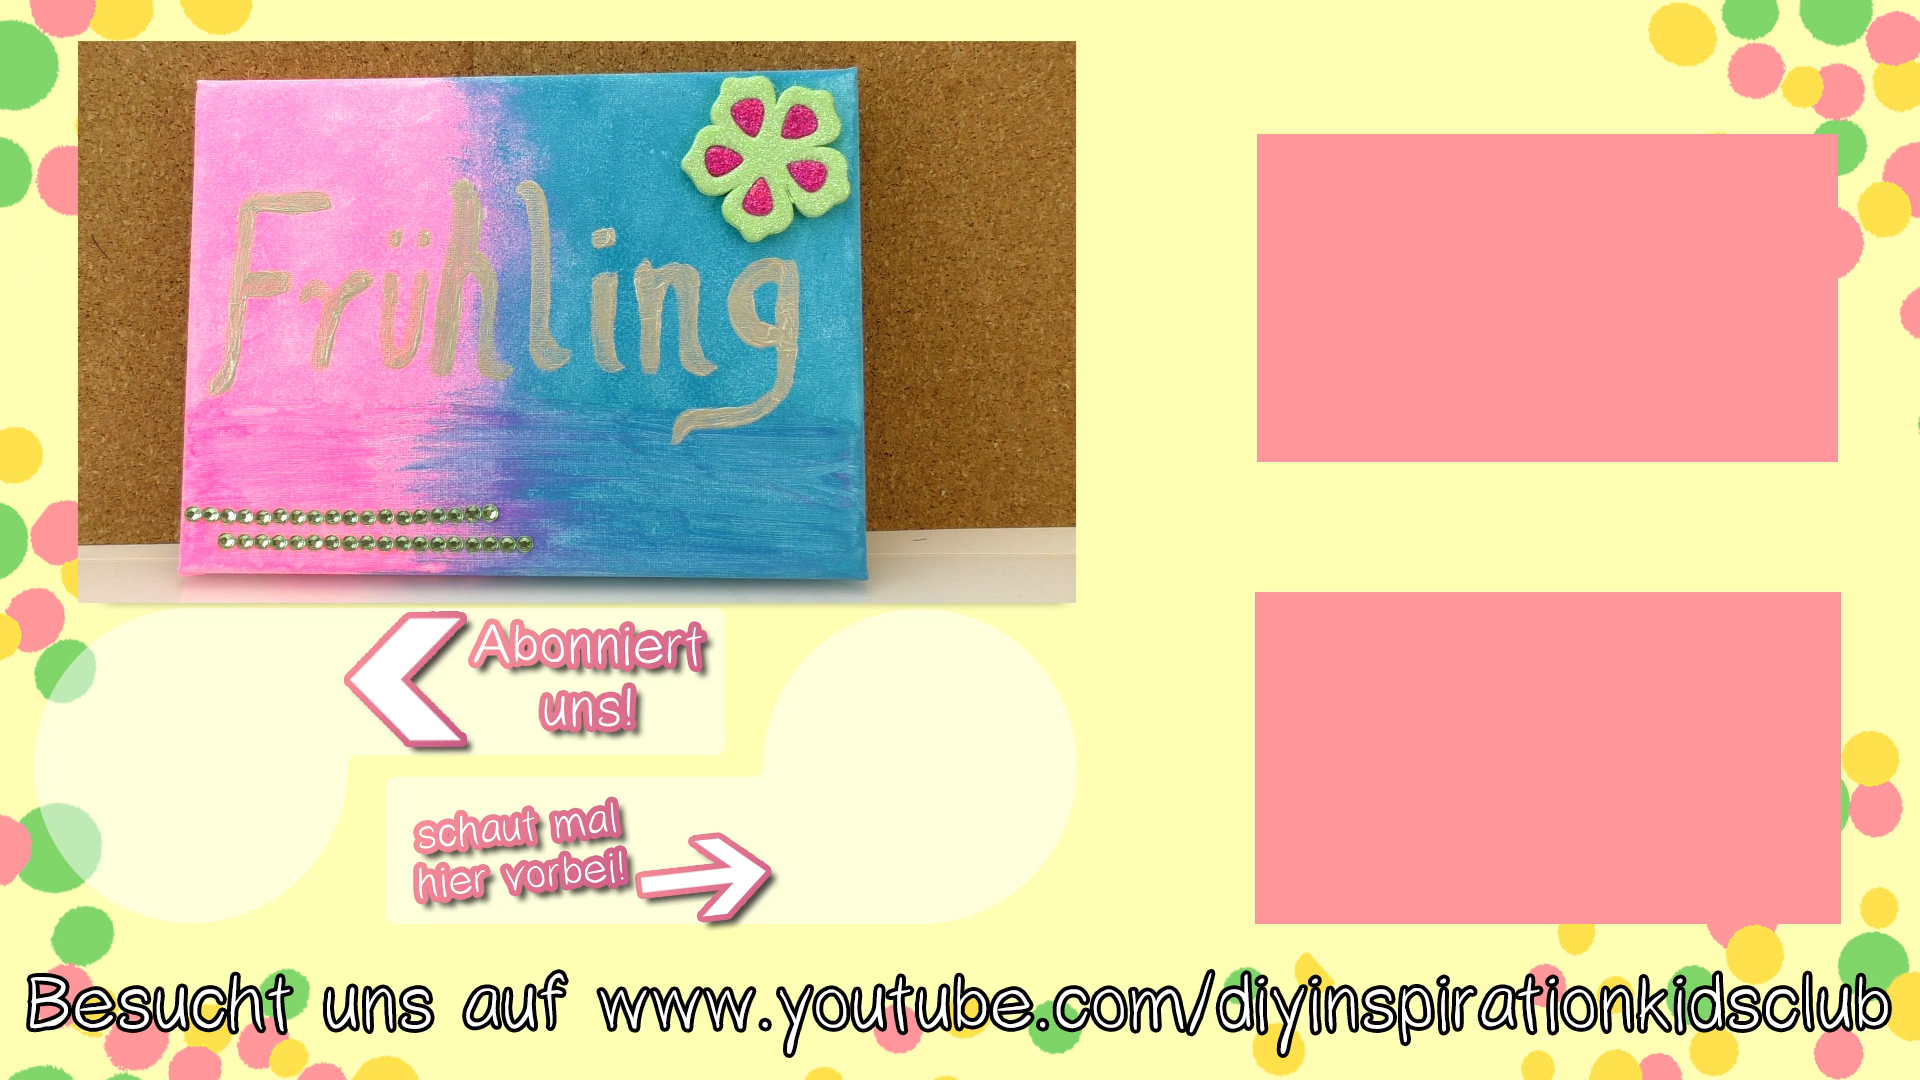 Frühling
Abonniert
uns!
schaut mal
hier vorbei!
Besucht uns auf www.youtube.com/diyinspirationkidsclub